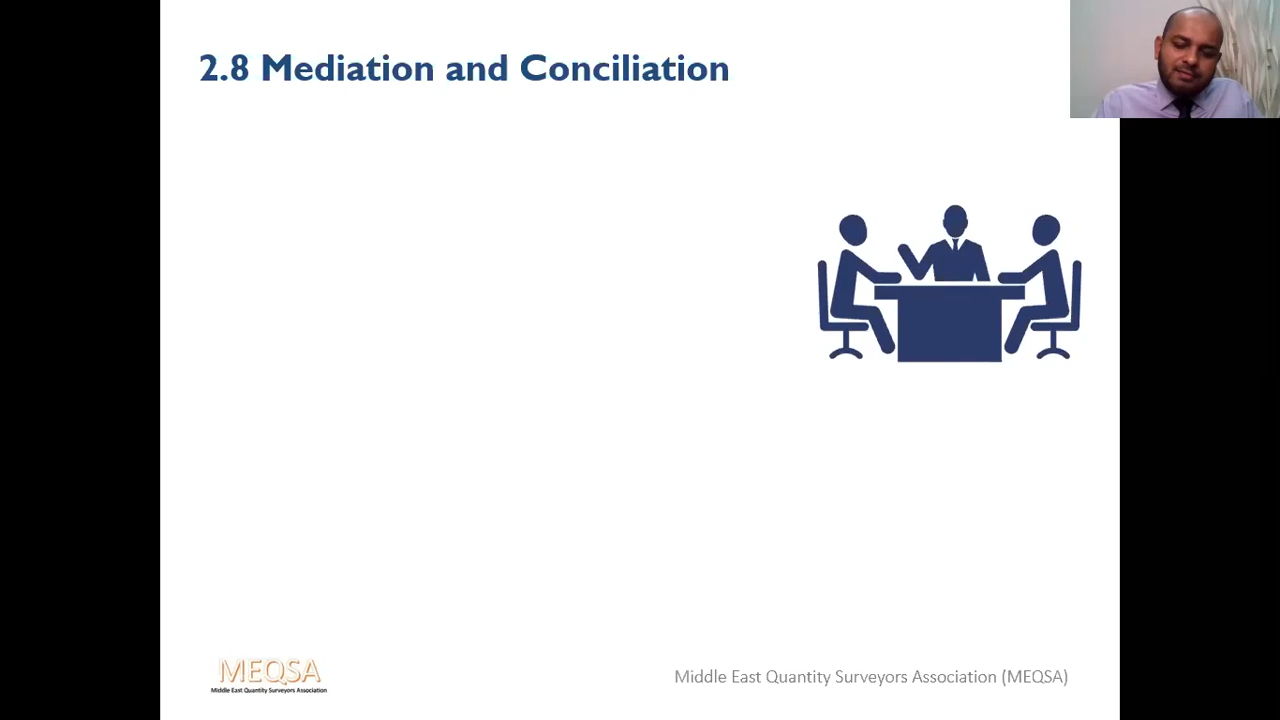 2.8 Mediation and Conciliation
MEQSA
Middle East Quantity Surveyors Association
Middle East Quantity Surveyors Association (MEQSA)